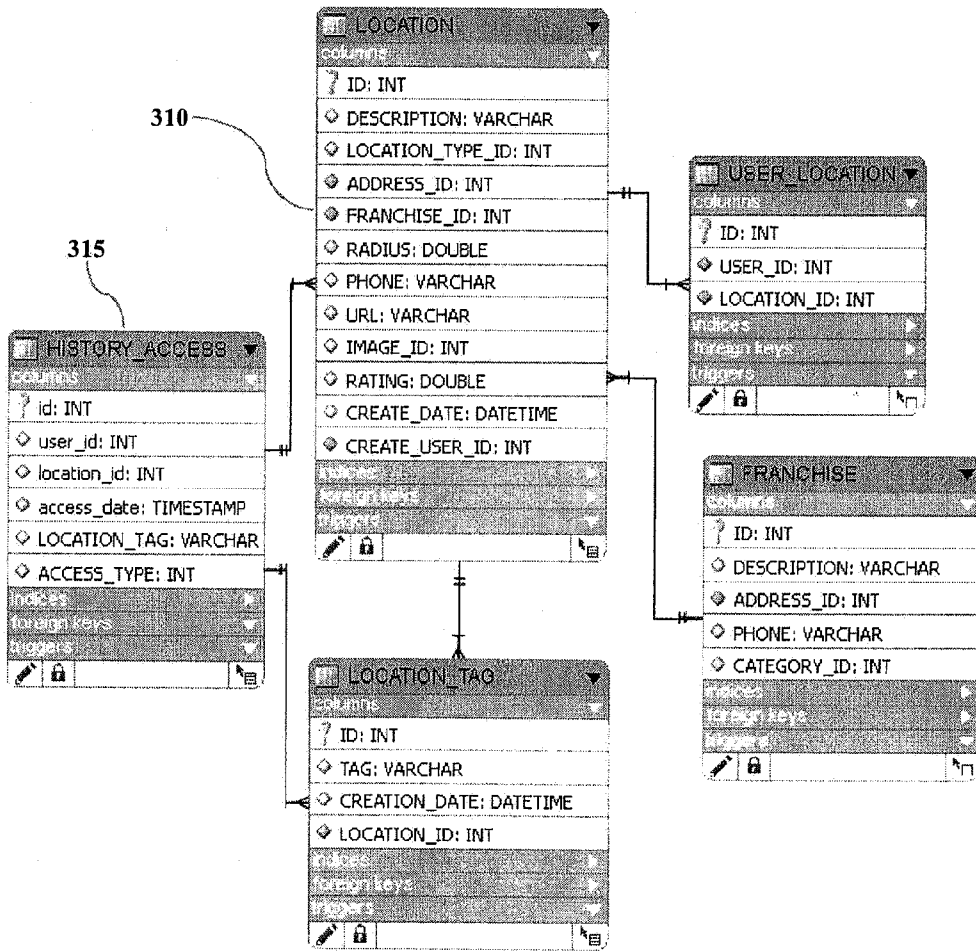 LOCATION
columns
ID: INT
DESCRIPTION: VARCHAR
LOCATION_TYPE_ID: INT
ADDRESS_ID: INT
FRANCHISE_ID: INT
RADIUS: DOUBLE
PHONE: VARCHAR
URL: VARCHAR
IMAGE_ID: INT
RATING: DOUBLE
CREATE_DATE: DATETIME
CREATE_USER_ID: INT
indices
foreign keys
triggers
310
315
HISTORY_ACCESS
columns
id: INT
user_id: INT
location_id: INT
access_date: TIMESTAMP
LOCATION_TAG: VARCHAR
ACCESS_TYPE: INT
indices
foreign keys
triggers
USER_LOCATION
columns
ID: INT
USER_ID: INT
LOCATION_ID: INT
indices
foreign keys
triggers
FRANCHISE
columns
ID: INT
DESCRIPTION: VARCHAR
ADDRESS_ID: INT
PHONE: VARCHAR
CATEGORY_ID: INT
indices
foreign keys
triggers
LOCATION_TAG
columns
ID: INT
TAG: VARCHAR
CREATION_DATE: DATETIME
LOCATION_ID: INT
indices
foreign keys
triggers